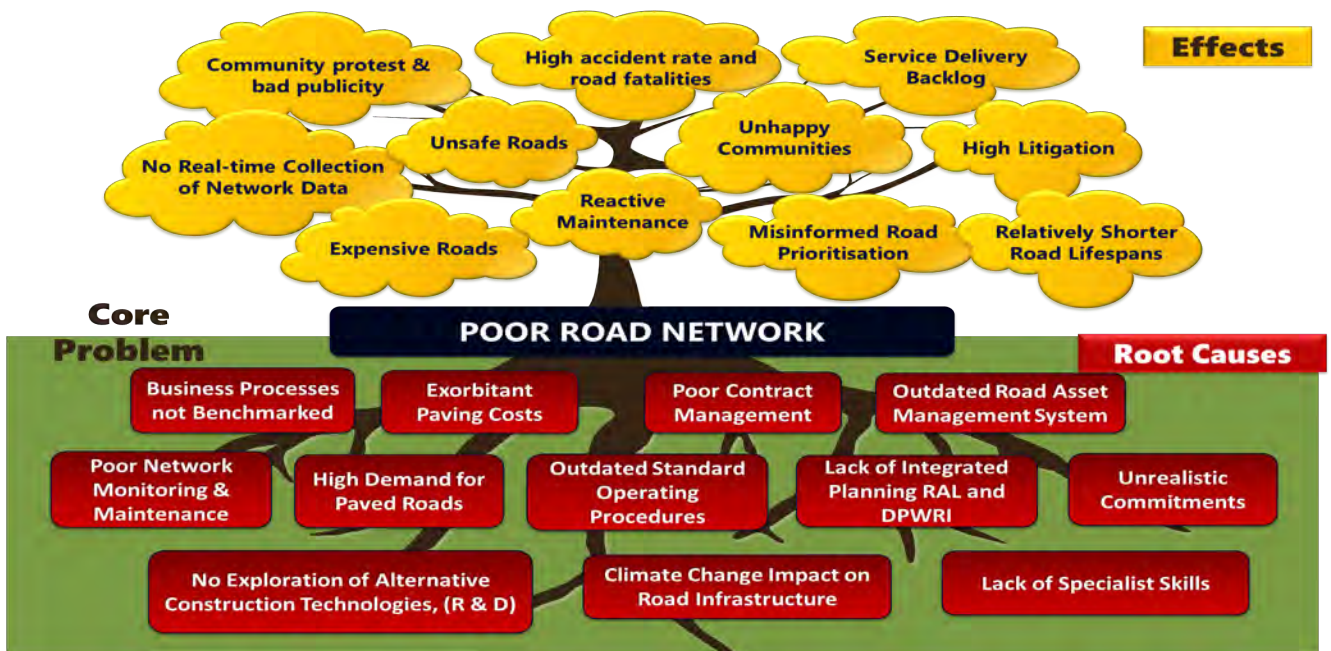 Effects
Community protest &
bad publicity
High accident rate and
road fatalities
Service Delivery
Backlog
Unsafe Roads
Unhappy
Communities
High Litigation
No Real-time Collection
of Network Data
Reactive
Maintenance
Expensive Roads
Misinformed Road
Prioritisation
Relatively Shorter
Road Lifespans
Core
Problem
POOR ROAD NETWORK
Root Causes
Business Processes
not Benchmarked
Exorbitant
Paving Costs
Poor Contract
Management
Outdated Road Asset
Management System
Poor Network
Monitoring &
Maintenance
High Demand for
Paved Roads
Outdated Standard
Operating
Procedures
Lack of Integrated
Planning RAL and
DPWRI
Unrealistic
Commitments
No Exploration of Alternative
Construction Technologies, (R & D)
Climate Change Impact on
Road Infrastructure
Lack of Specialist Skills